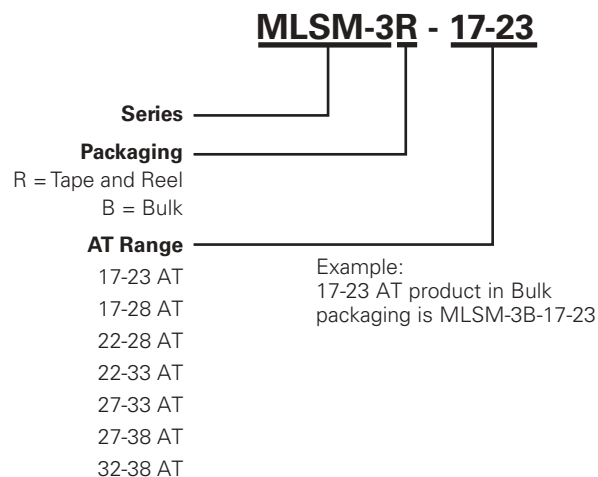 MLSM-3R - 17-23
Series
Packaging
R = Tape and Reel
B = Bulk
AT Range
17-23 AT
17-28 AT
22-28 AT
22-33 AT
27-33 AT
27-38 AT
32-38 AT
Example:
17-23 AT product in Bulk
packaging is MLSM-3B-17-23